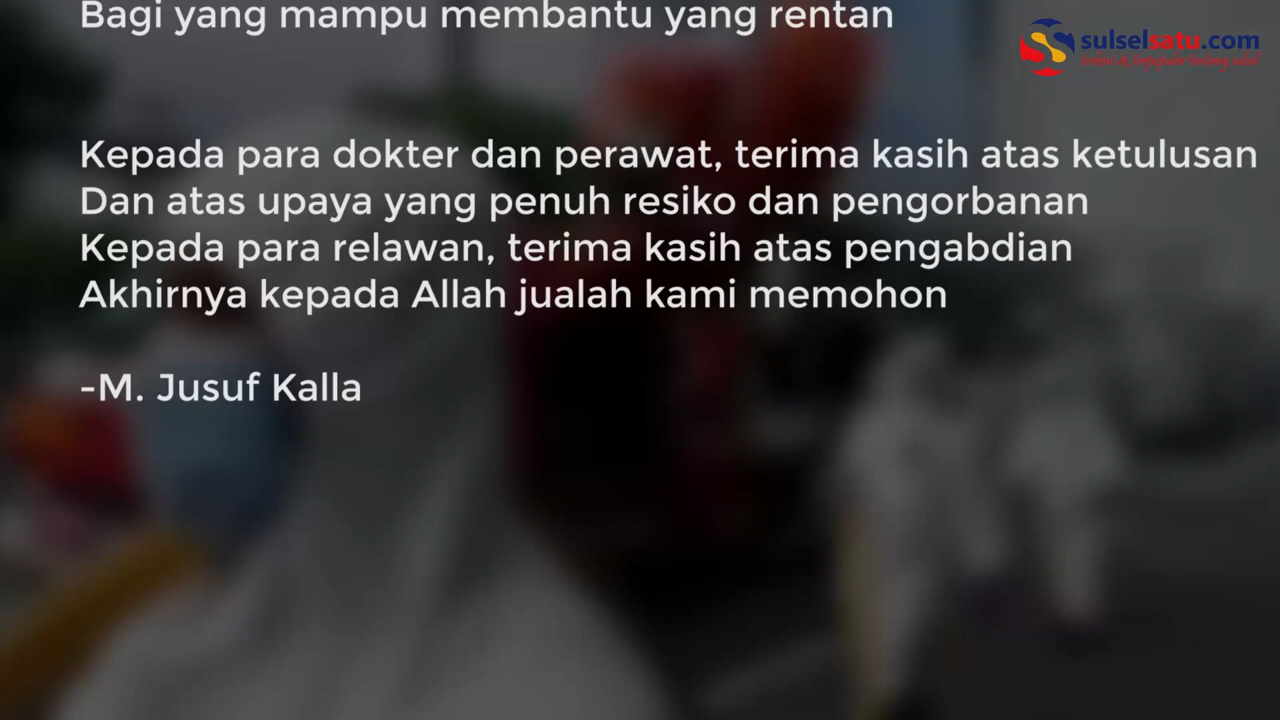 Bagi yang mampu membantu yang rentan
sulselsatu.com
Kepada para dokter dan perawat, terima kasih atas ketulusan
Dan atas upaya yang penuh resiko dan pengorbanan
Kepada para relawan, terima kasih atas pengabdian
Akhirnya kepada Allah jualah kami memohon
-M. Jusuf Kalla